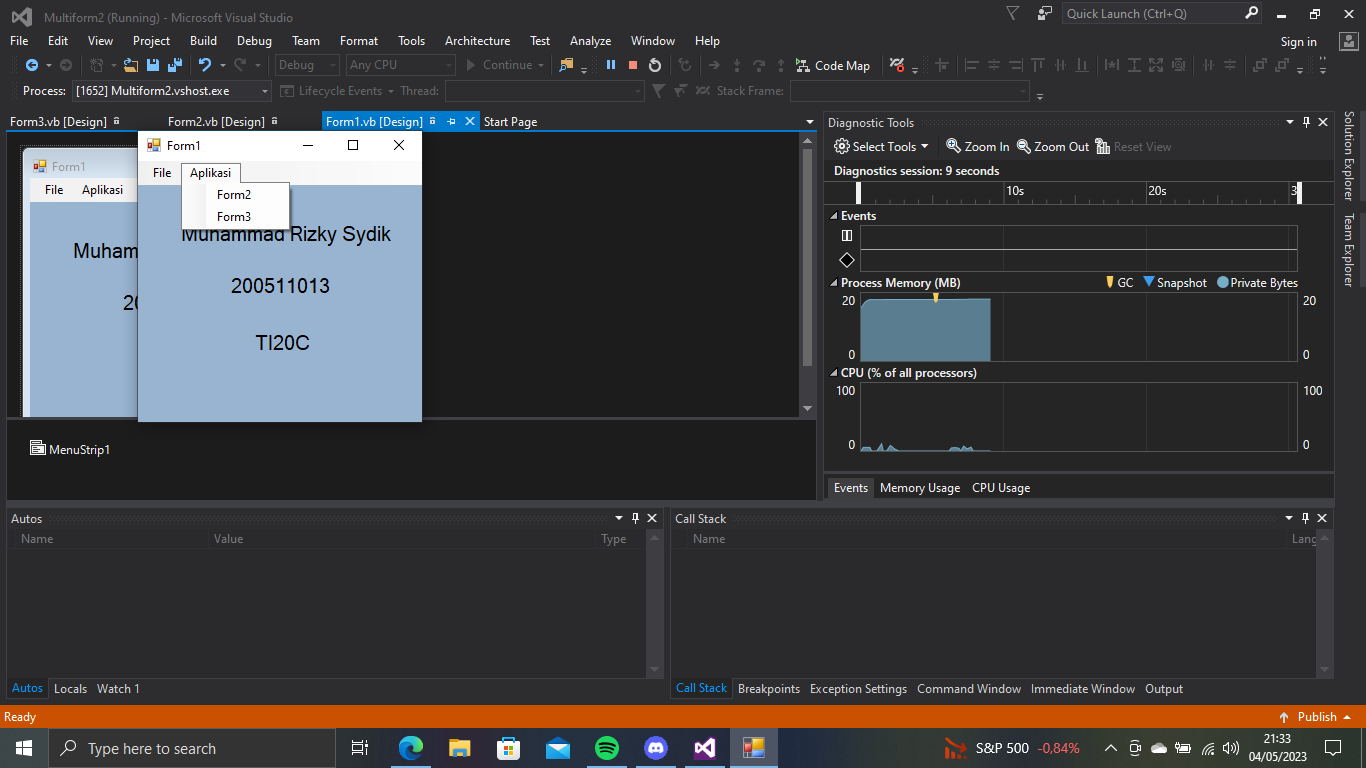 Multiform2 (Running) - Microsoft Visual Studio
Quick Launch (Ctrl+Q)
File Edit View Project Build Debug Team Format Tools Architecture Test Analyze Window Help
Sign in
Debug Any CPU Continue Code Map
Process: [1652] Multiform2.vshost.exe Lifecycle Events Thread: Stack Frame:
Form3.vb [Design] Form2.vb [Design] Form1.vb [Design] Start Page
Form1
File Aplikasi
Muham
20
Form1
File Aplikasi
Form2
Form3
Muhammad Rizky Sydik
200511013
TI20C
MenuStrip1
Diagnostic Tools
Select Tools Zoom In Zoom Out Reset View
Diagnostics session: 9 seconds
10s 20s 3
Events
Process Memory (MB) GC Snapshot Private Bytes
20 20
0 0
CPU (% of all processors)
100 100
0 0
Events Memory Usage CPU Usage
Solution Explorer
Team Explorer
Autos
Name Value Type
Autos Locals Watch 1
Call Stack
Name Lang
Call Stack Breakpoints Exception Settings Command Window Immediate Window Output
Ready
Publish
Type here to search
S&P 500 -0,84%
21:33
04/05/2023